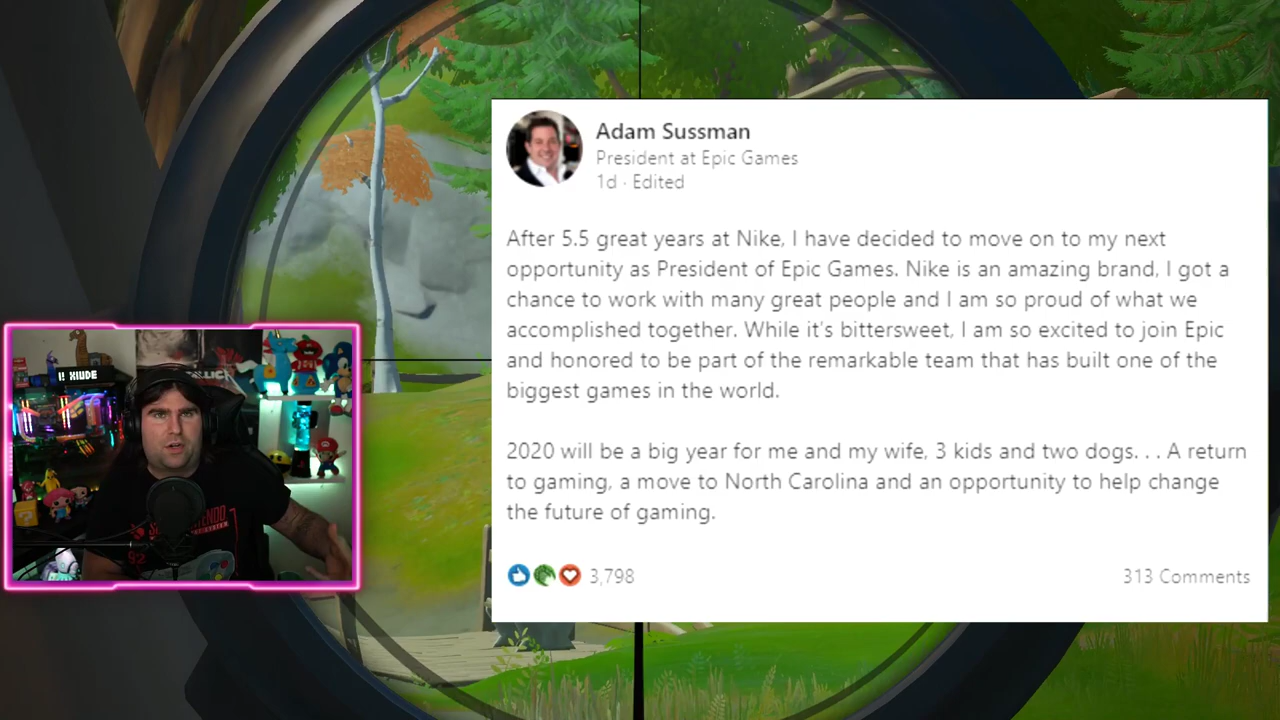 Adam Sussman
President at Epic Games
1d · Edited
After 5.5 great years at Nike, I have decided to move on to my next
opportunity as President of Epic Games. Nike is an amazing brand, I got a
chance to work with many great people and I am so proud of what we
accomplished together. While it's bittersweet, I am so excited to join Epic
and honored to be part of the remarkable team that has built one of the
biggest games in the world.
2020 will be a big year for me and my wife, 3 kids and two dogs. . . A return
to gaming, a move to North Carolina and an opportunity to help change
the future of gaming.
3,798
313 Comments